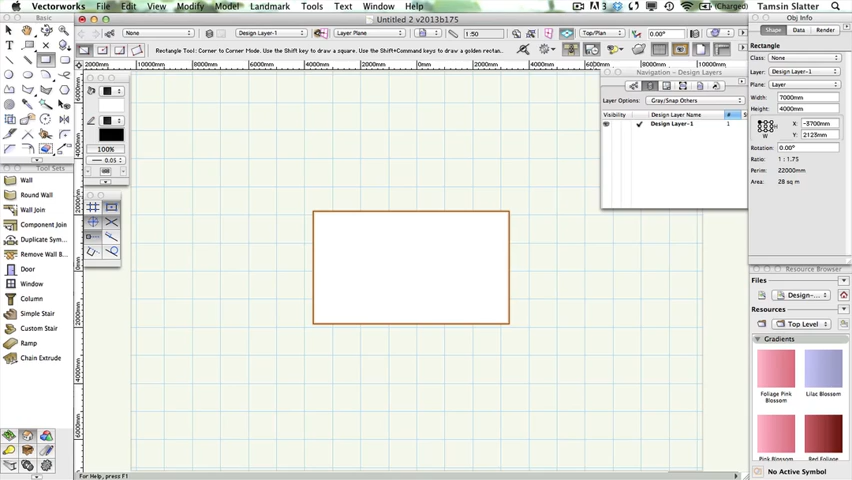 Vectorworks File Edit View Modify Model Landmark Tools Text Window Help (Charged) Tamsin Slatter
Basic
Untitled 2 v2013b175
Obj Info
None Design Layer-1 Layer Plane 1:50 Top/Plan 0.00°
Shape Data Render
Rectangle Tool: Corner to Corner Mode. Use the Shift key to draw a square. Use Shift+Command keys to draw a golden rectan...
Rectangle
Class: None
Layer: Design Layer-1
Plane: Layer
Width: 7000mm
Height: 4000mm
X: -3700mm
Y: 2123mm
W
H
Rotation: 0.00°
Ratio: 1 : 1.75
Perim: 22000mm
Area: 28 sq m
2000mm 10000mm 8000mm 6000mm 4000mm 2000mm 0mm 2000mm 4000mm 6000mm 8000mm 10000mm
Navigation - Design Layers
Layer Options: Gray/Snap Others
Visibility Design Layer Name #
Design Layer-1 1
100%
0.05
Tool Sets
Wall
Round Wall
Wall Join
Component Join
Duplicate Sym...
Remove Wall B...
Door
Window
Column
Simple Stair
Custom Stair
Ramp
Chain Extrude
2000mm
0mm
2000mm
4000mm
6000mm
Resource Browser
Files
Design-...
Resources
Top Level
Gradients
Foliage Pink Blossom
Lilac Blossom
Pink Blossom
Red Foliage
No Active Symbol
For Help, press F1